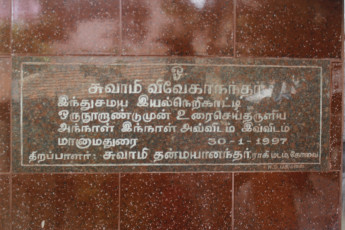 ஓ
சுவாமி விவேகானந்தர்
இந்துசமய இயல்நெறிகாட்டி
ஒருநூறாண்டுமுன் உரைசெய்தருளிய
அந்நாள் இந்நாள் அவ்விடம் இவ்விடம்
மானாமதுரை 30-1-1997
திறப்பாளர்: சுவாமி தன்மயானந்தர் ராகி.மடம், கோவை